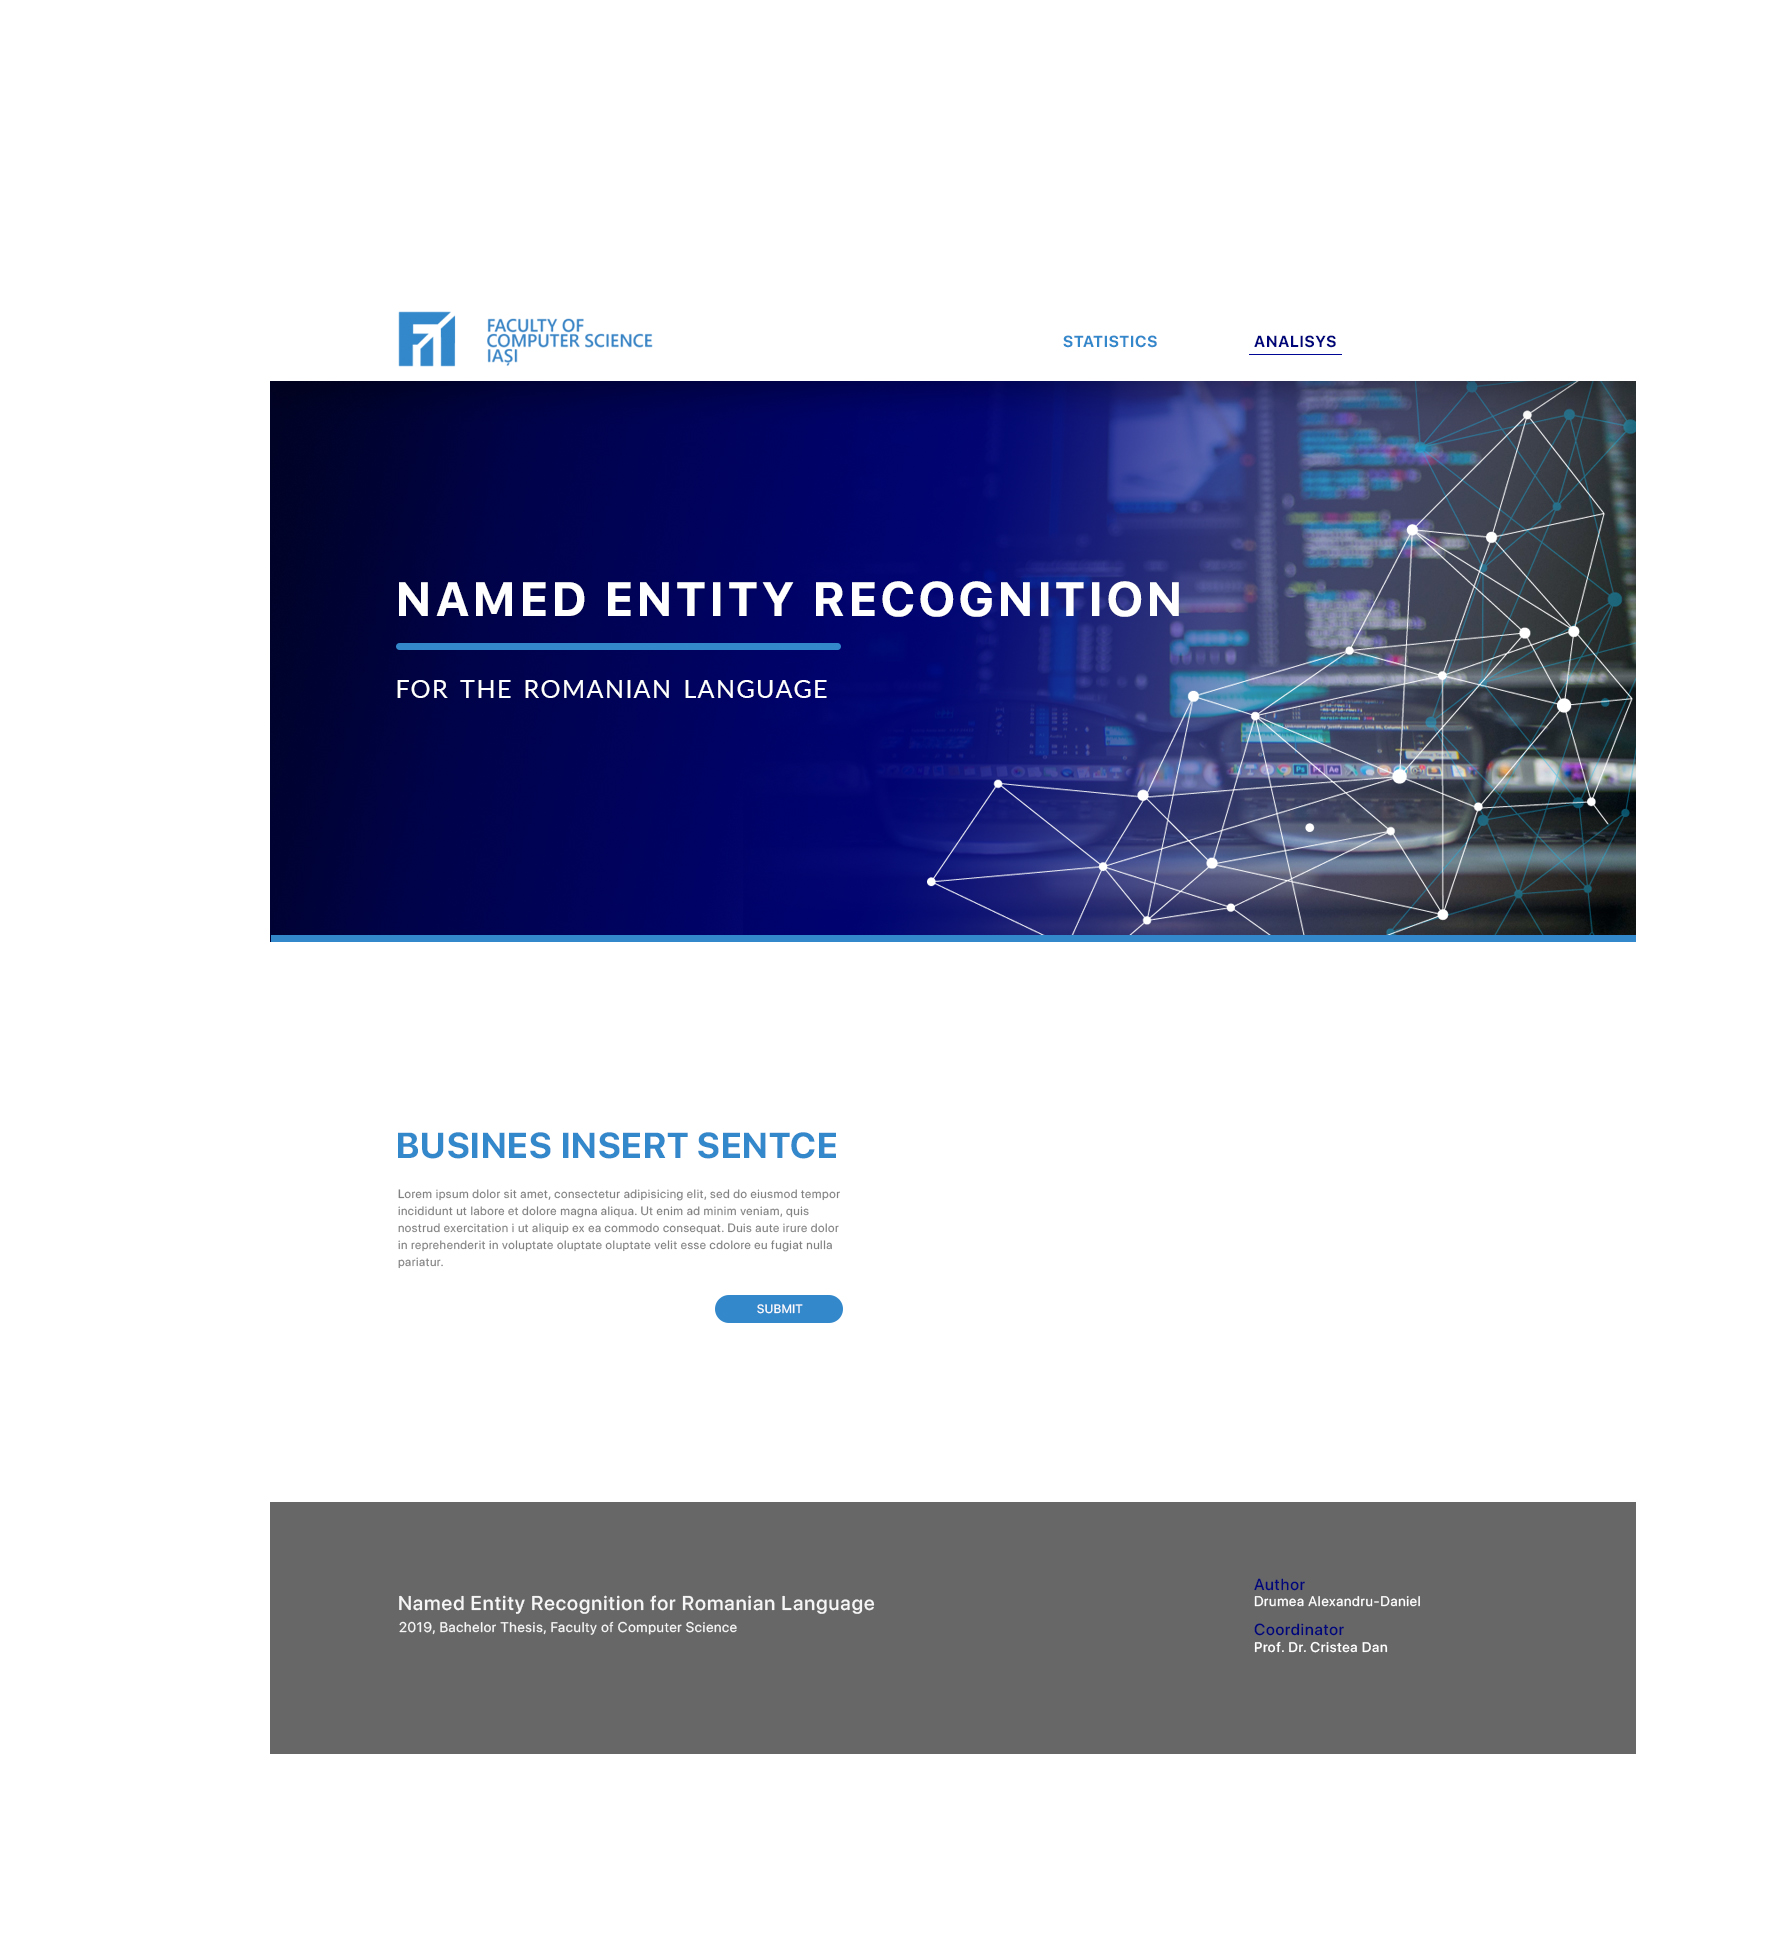 FACULTY OF
COMPUTER SCIENCE
IAȘI
STATISTICS
ANALISYS
NAMED ENTITY RECOGNITION
FOR THE ROMANIAN LANGUAGE
BUSINES INSERT SENTCE
Lorem ipsum dolor sit amet, consectetur adipisicing elit, sed do eiusmod tempor
incididunt ut labore et dolore magna aliqua. Ut enim ad minim veniam, quis
nostrud exercitation i ut aliquip ex ea commodo consequat. Duis aute irure dolor
in reprehenderit in voluptate oluptate oluptate velit esse cdolore eu fugiat nulla
pariatur.
SUBMIT
Named Entity Recognition for Romanian Language
2019, Bachelor Thesis, Faculty of Computer Science
Author
Drumea Alexandru-Daniel
Coordinator
Prof. Dr. Cristea Dan